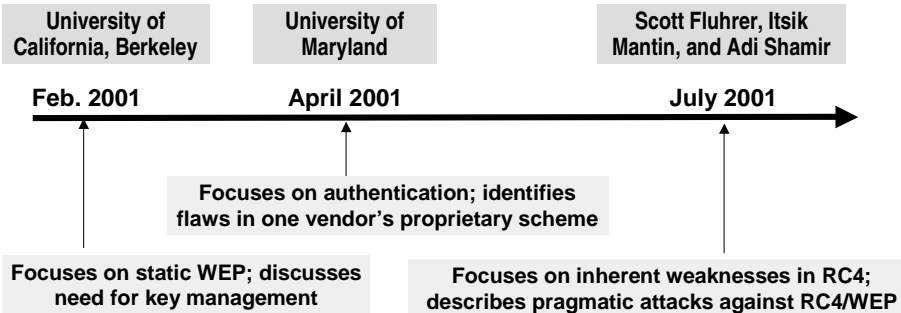 University of
California, Berkeley
University of
Maryland
Scott Fluhrer, Itsik
Mantin, and Adi Shamir
Feb. 2001
April 2001
July 2001
Focuses on authentication; identifies
flaws in one vendor's proprietary scheme
Focuses on static WEP; discusses
need for key management
Focuses on inherent weaknesses in RC4;
describes pragmatic attacks against RC4/WEP